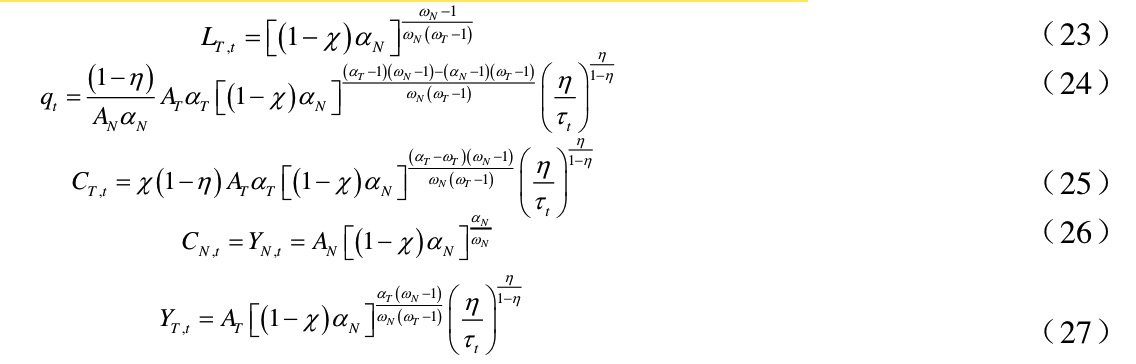 $L_{T,t} = \left[(1-\chi)\alpha_N\right]^{\frac{\omega_N-1}{\omega_N(\omega_T-1)}}$ （23）
$q_t = \frac{(1-\eta)}{A_N\alpha_N} A_T\alpha_T\left[(1-\chi)\alpha_N\right]^{\frac{(\alpha_T-1)(\omega_N-1)-(\alpha_N-1)(\omega_T-1)}{\omega_N(\omega_T-1)}}\left(\frac{\eta}{\tau_t}\right)^{\frac{\eta}{1-\eta}}$ （24）
$C_{T,t} = \chi(1-\eta)A_T\alpha_T\left[(1-\chi)\alpha_N\right]^{\frac{(\alpha_T-\omega_T)(\omega_N-1)}{\omega_N(\omega_T-1)}}\left(\frac{\eta}{\tau_t}\right)^{\frac{\eta}{1-\eta}}$ （25）
$C_{N,t} = Y_{N,t} = A_N\left[(1-\chi)\alpha_N\right]^{\frac{\alpha_N}{\omega_N}}$ （26）
$Y_{T,t} = A_T\left[(1-\chi)\alpha_N\right]^{\frac{\alpha_T(\omega_N-1)}{\omega_N(\omega_T-1)}}\left(\frac{\eta}{\tau_t}\right)^{\frac{\eta}{1-\eta}}$ （27）